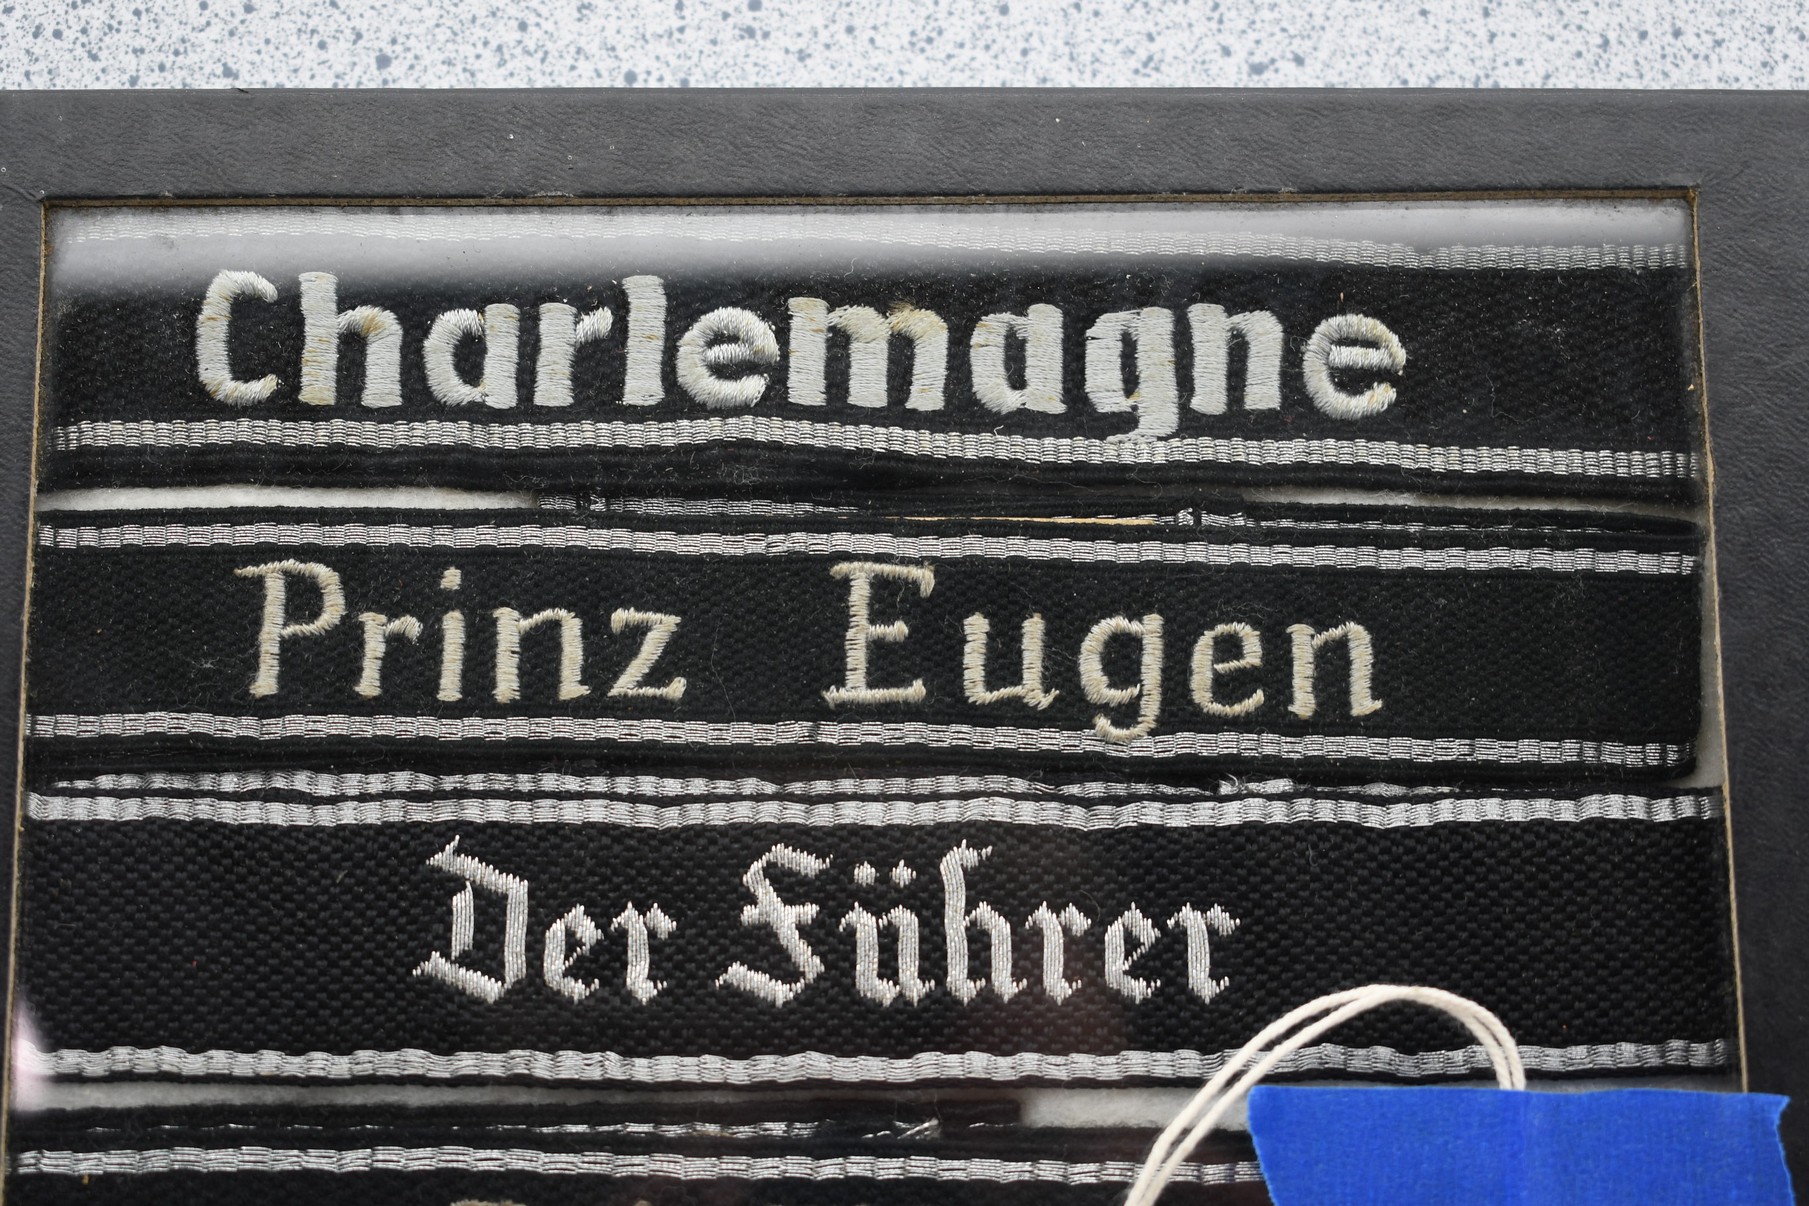 Charlemagne
Prinz Eugen
Der Führer